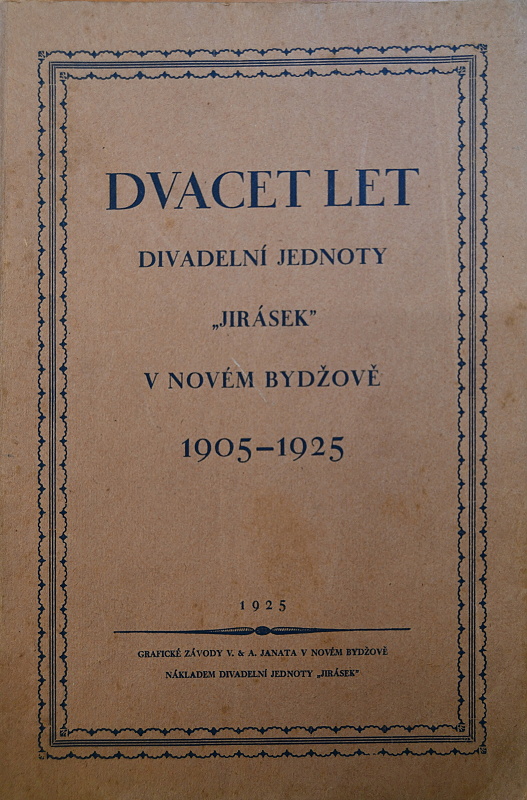 DVACET LET
DIVADELNÍ JEDNOTY
„JIRÁSEK”
V NOVÉM BYDŽOVĚ
1905–1925
1925
GRAFICKÉ ZÁVODY V. & A. JANATA V NOVÉM BYDŽOVĚ
NÁKLADEM DIVADELNÍ JEDNOTY „JIRÁSEK”